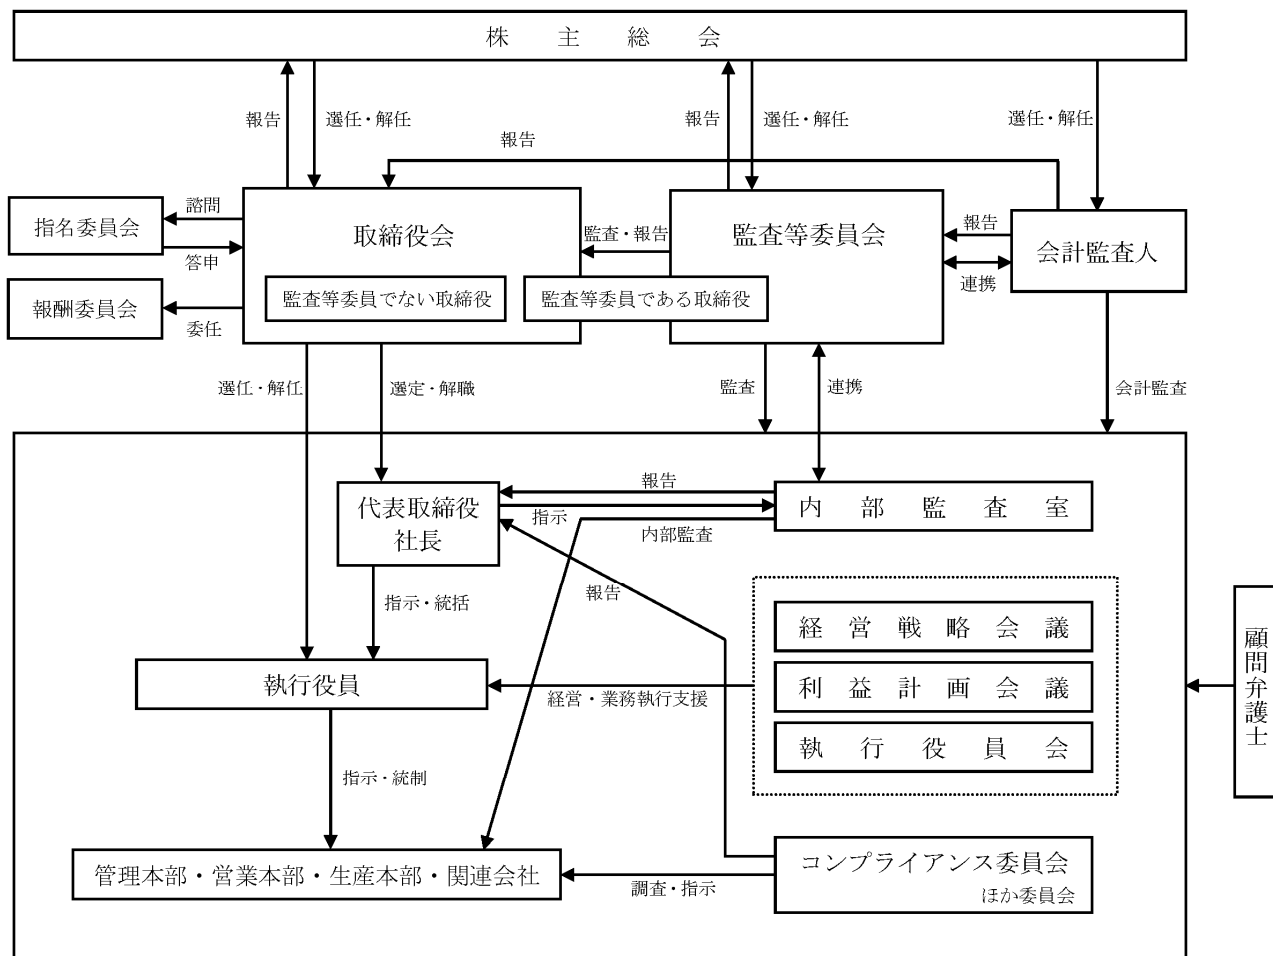 株主総会
報告
選任・解任
報告
選任・解任
選任・解任
報告
指名委員会
諮問
答申
報酬委員会
委任
取締役会
監査等委員でない取締役
監査・報告
監査等委員会
監査等委員である取締役
報告
連携
会計監査人
選任・解任
選定・解職
監査
連携
会計監査
代表取締役
社長
報告
指示
内部監査
内部監査室
報告
指示・統括
経営戦略会議
利益計画会議
執行役員会
顧問弁護士
執行役員
経営・業務執行支援
指示・統制
管理本部・営業本部・生産本部・関連会社
調査・指示
コンプライアンス委員会
ほか委員会